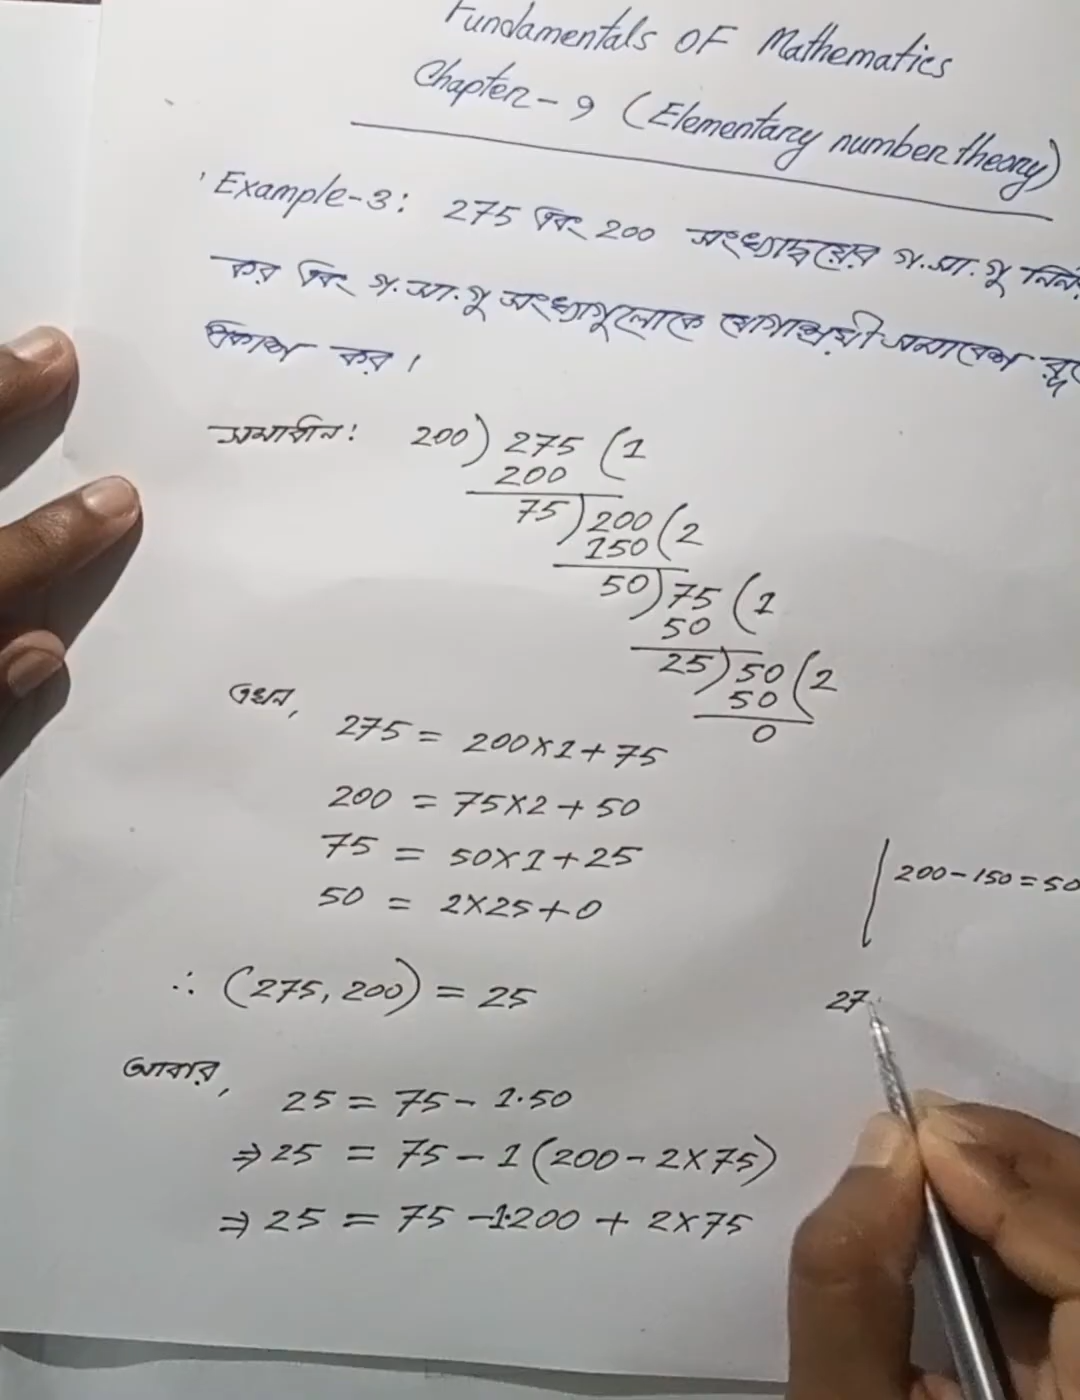 Fundamentals OF Mathematics
Chapter - 9 (Elementary number theory)
Example-3: 275 এবং 200 সংখ্যাদ্বয়ের গ.সা.গু
কর এবং গ.সা.গু সংখ্যাগুলোকে যোগাশ্রয়ী সমাবেশ
প্রকাশ কর।
সমাধান: 200) 275 (1
200
75) 200 (2
150
50) 75 (1
50
25) 50 (2
50
0
এখন,
275 = 200×1+75
200 = 75×2+50
75 = 50×1+25
50 = 2×25+0
200-150=50
∴ (275, 200) = 25
27
আবার,
25 = 75 - 1.50
⇒ 25 = 75 - 1(200 - 2×75)
⇒ 25 = 75 - 1.200 + 2×75